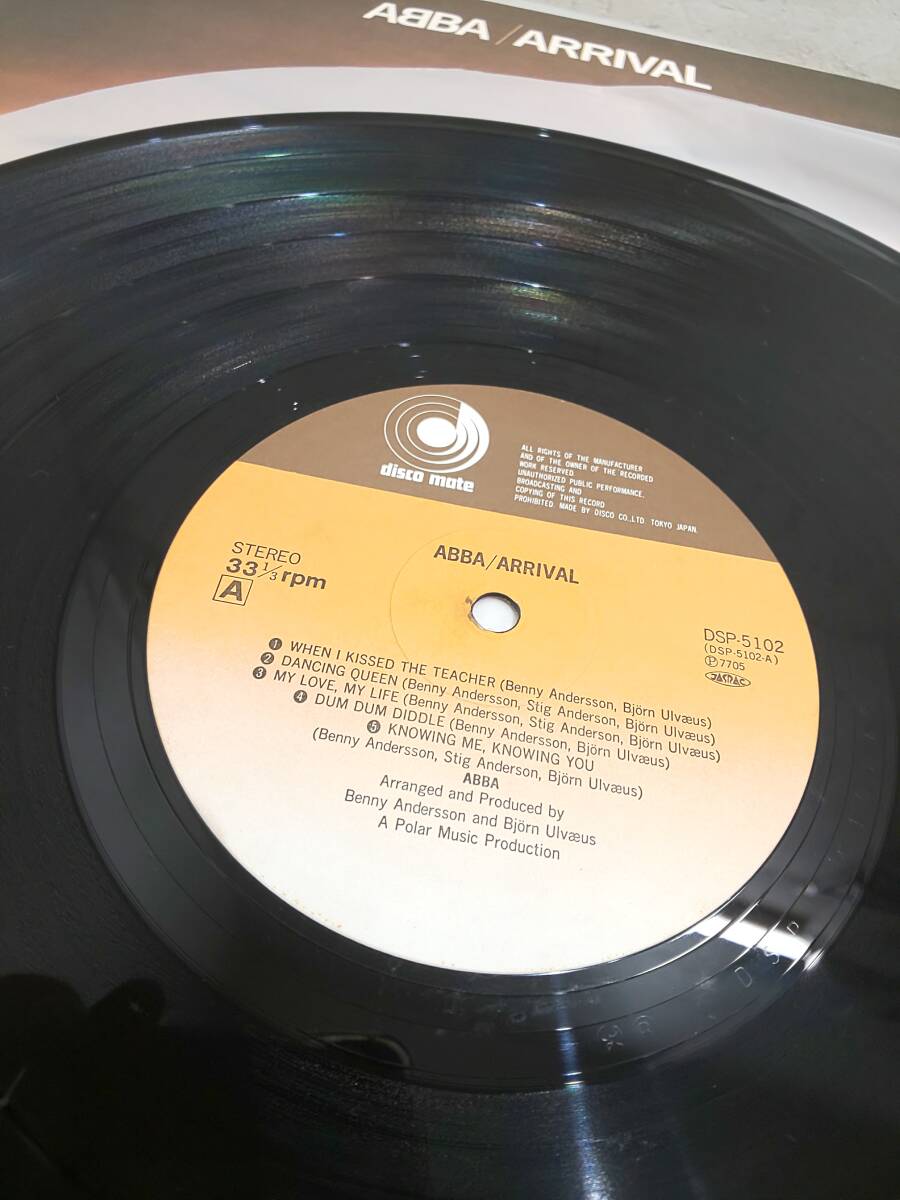 ABBA/ARRIVAL
disco mate
ALL RIGHTS OF THE MANUFACTURER
AND OF THE OWNER OF THE RECORDED
WORK RESERVED
UNAUTHORIZED PUBLIC PERFORMANCE,
BROADCASTING AND
COPYING OF THIS RECORD
PROHIBITED. MADE BY DISCO CO., LTD. TOKYO JAPAN.
STEREO
33 1/3 rpm
A
ABBA/ARRIVAL
DSP-5102
(DSP-5102-A)
Ⓟ7705
JASRAC
❶ WHEN I KISSED THE TEACHER (Benny Andersson, Björn Ulvæus)
❷ DANCING QUEEN (Benny Andersson, Stig Anderson, Björn Ulvæus)
❸ MY LOVE, MY LIFE (Benny Andersson, Stig Anderson, Björn Ulvæus)
❹ DUM DUM DIDDLE (Benny Andersson, Björn Ulvæus)
❺ KNOWING ME, KNOWING YOU
(Benny Andersson, Stig Anderson, Björn Ulvæus)
ABBA
Arranged and Produced by
Benny Andersson and Björn Ulvæus
A Polar Music Production
DSP